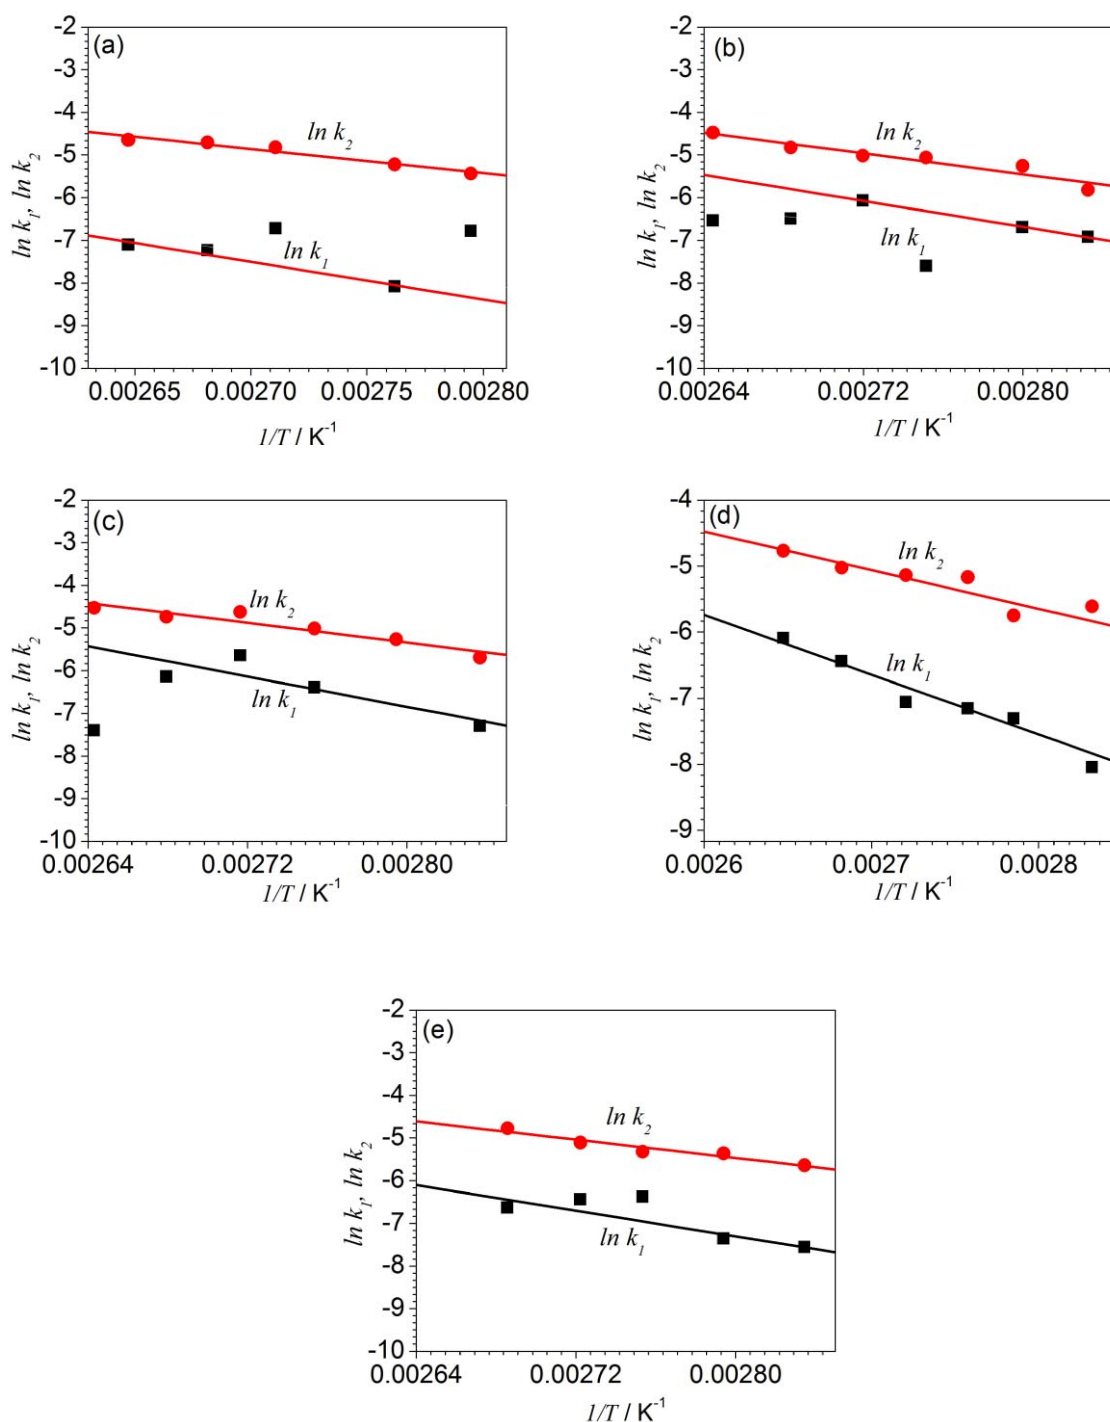 (a)
-2
-3
-4
-5
-6
-7
-8
-9
-10
ln k1, ln k2
ln k2
ln k1
0.00265 0.00270 0.00275 0.00280
1/T / K-1
(b)
-2
-3
-4
-5
-6
-7
-8
-9
-10
ln k1, ln k2
ln k2
ln k1
0.00264 0.00272 0.00280
1/T / K-1
(c)
-2
-3
-4
-5
-6
-7
-8
-9
-10
ln k1, ln k2
ln k2
ln k1
0.00264 0.00272 0.00280
1/T / K-1
(d)
-4
-5
-6
-7
-8
-9
ln k1, ln k2
ln k2
ln k1
0.0026 0.0027 0.0028
1/T / K-1
(e)
-2
-3
-4
-5
-6
-7
-8
-9
-10
ln k1, ln k2
ln k2
ln k1
0.00264 0.00272 0.00280
1/T / K-1